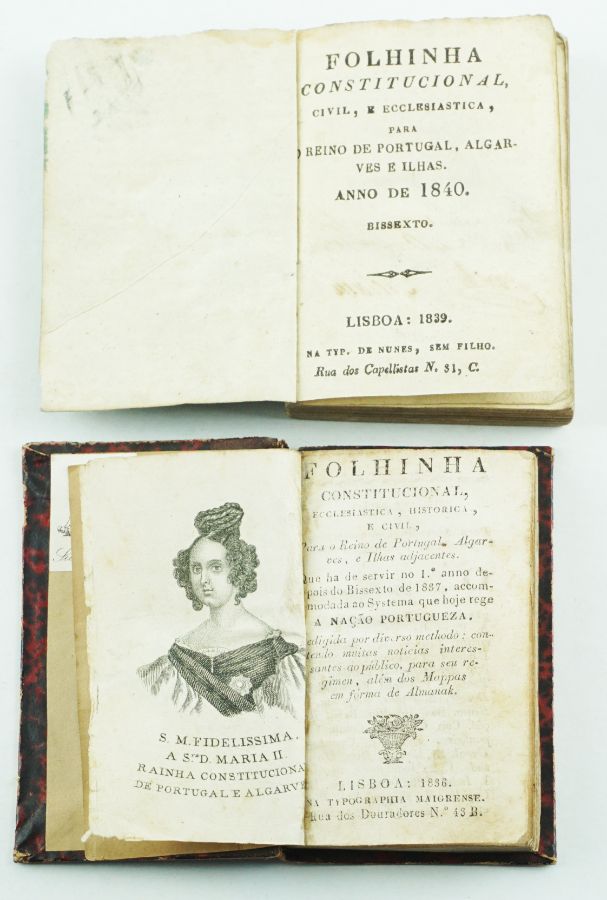 FOLHINHA
CONSTITUCIONAL,
CIVIL, E ECCLESIASTICA,
PARA
O REINO DE PORTUGAL, ALGAR-
VES E ILHAS.
ANNO DE 1840.
BISSEXTO.
LISBOA: 1839.
NA TYP. DE NUNES, SEM FILHO.
Rua dos Capellistas N. 31, C.
S. M. FIDELISSIMA.
A SRA D. MARIA II.
RAINHA CONSTITUCIONA
DE PORTUGAL E ALGARVE
FOLHINHA
CONSTITUCIONAL,
ECCLESIASTICA, HISTORICA,
E CIVIL,
Para o Reino de Portugal, Algar-
ves, e Ilhas adjacentes.
Que ha de servir no 1.º anno de-
pois do Bissexto de 1837, accom-
modada ao Systema que hoje rege
A NAÇÃO PORTUGUEZA.
edigida por diverso methodo; con-
tendo muitas noticias interes-
santes ao público, para seu re-
gimen, além dos Mappas
em fórma de Almanak.
LISBOA: 1836.
NA TYPOGRAPHIA MAIGRENSE.
Rua dos Douradores N.º 43 B.